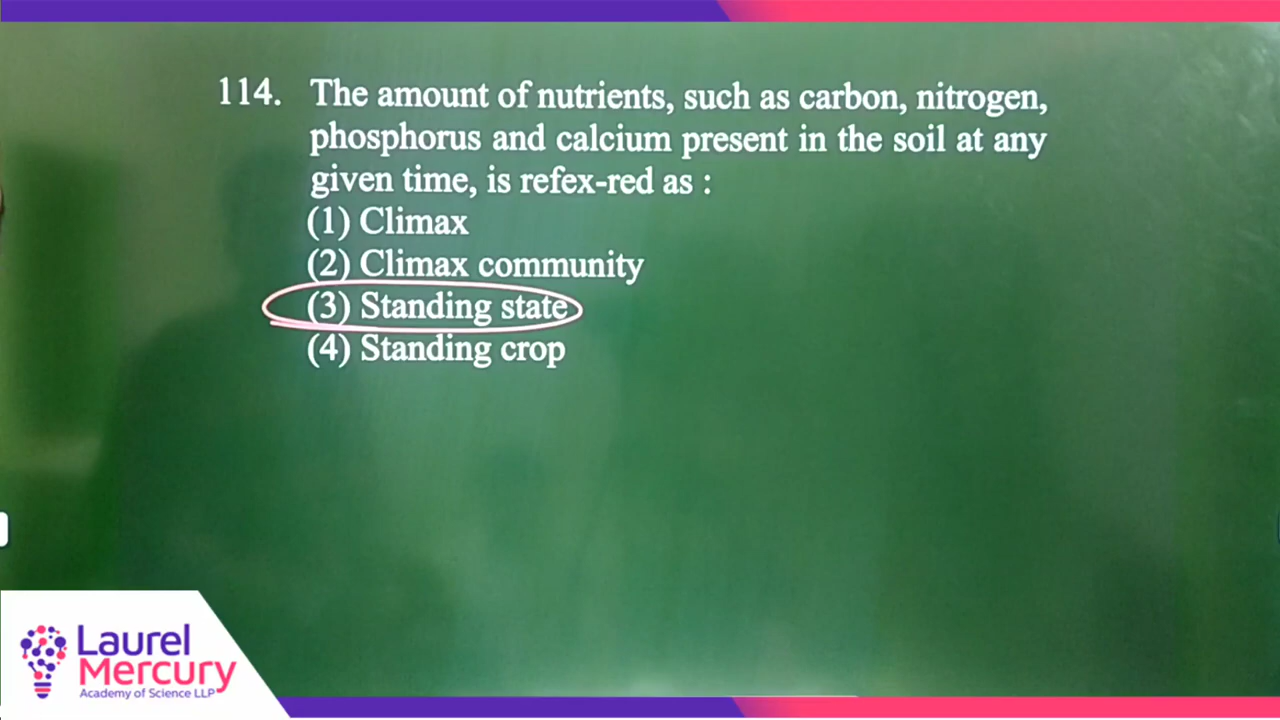 114. The amount of nutrients, such as carbon, nitrogen,
phosphorus and calcium present in the soil at any
given time, is refex-red as :
(1) Climax
(2) Climax community
(3) Standing state
(4) Standing crop
Laurel
Mercury
Academy of Science LLP